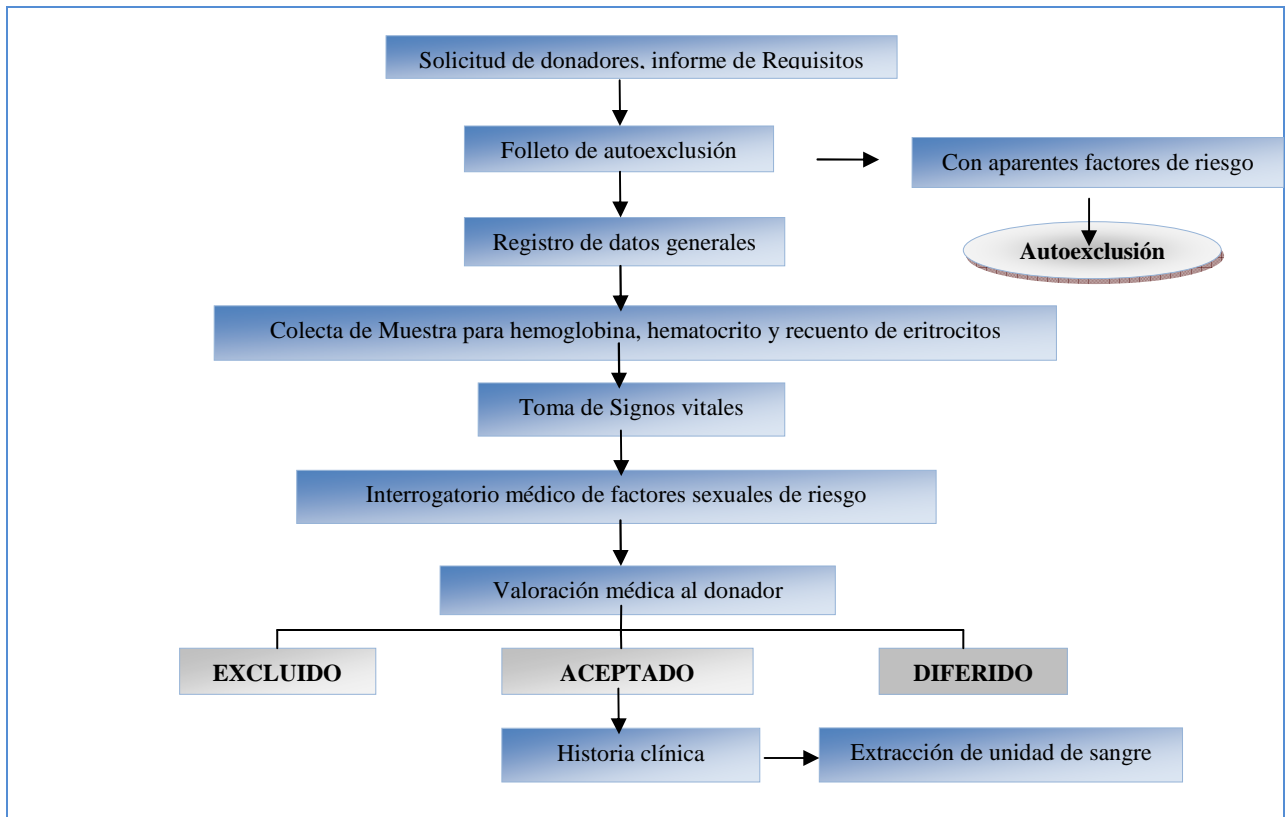 Solicitud de donadores, informe de Requisitos
Folleto de autoexclusión
Con aparentes factores de riesgo
Registro de datos generales
Autoexclusión
Colecta de Muestra para hemoglobina, hematocrito y recuento de eritrocitos
Toma de Signos vitales
Interrogatorio médico de factores sexuales de riesgo
Valoración médica al donador
EXCLUIDO
ACEPTADO
DIFERIDO
Historia clínica
Extracción de unidad de sangre